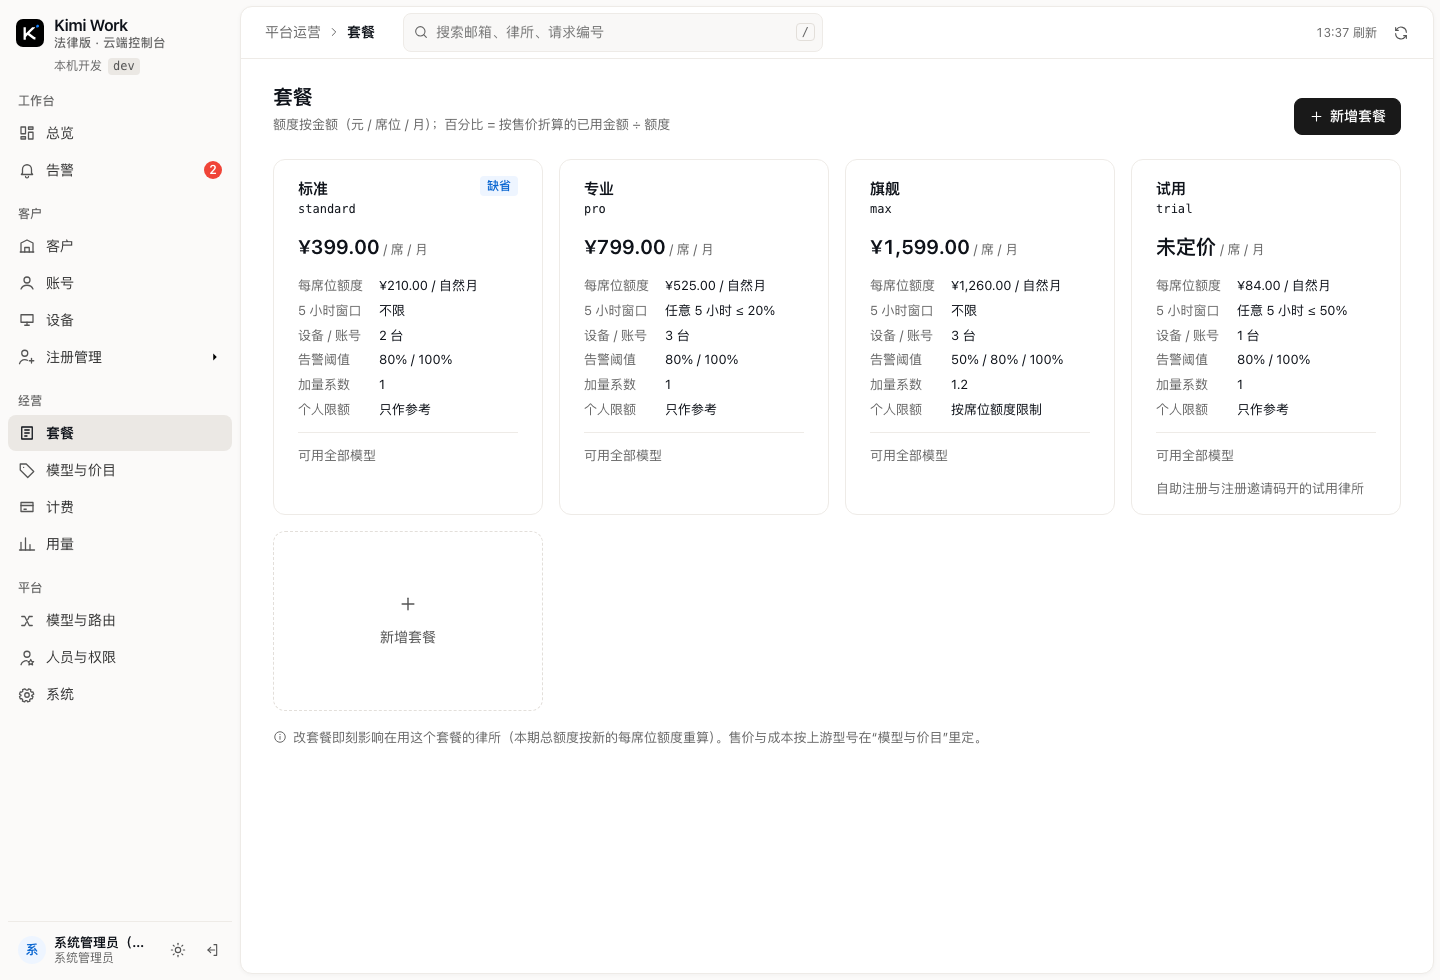 Kimi Work
法律版 · 云端控制台
本机开发 dev
工作台
总览
告警 2
客户
客户
账号
设备
注册管理
经营
套餐
模型与价目
计费
用量
平台
模型与路由
人员与权限
系统
系 系统管理员（...
系统管理员
平台运营 > 套餐
搜索邮箱、律所、请求编号 /
13:37 刷新
套餐
额度按金额（元 / 席位 / 月）；百分比 = 按售价折算的已用金额 ÷ 额度
+ 新增套餐
标准 缺省
standard
¥399.00 / 席 / 月
每席位额度 ¥210.00 / 自然月
5 小时窗口 不限
设备 / 账号 2 台
告警阈值 80% / 100%
加量系数 1
个人限额 只作参考
可用全部模型
专业
pro
¥799.00 / 席 / 月
每席位额度 ¥525.00 / 自然月
5 小时窗口 任意 5 小时 ≤ 20%
设备 / 账号 3 台
告警阈值 80% / 100%
加量系数 1
个人限额 只作参考
可用全部模型
旗舰
max
¥1,599.00 / 席 / 月
每席位额度 ¥1,260.00 / 自然月
5 小时窗口 不限
设备 / 账号 3 台
告警阈值 50% / 80% / 100%
加量系数 1.2
个人限额 按席位额度限制
可用全部模型
试用
trial
未定价 / 席 / 月
每席位额度 ¥84.00 / 自然月
5 小时窗口 任意 5 小时 ≤ 50%
设备 / 账号 1 台
告警阈值 80% / 100%
加量系数 1
个人限额 只作参考
可用全部模型
自助注册与注册邀请码开的试用律所
+
新增套餐
改套餐即刻影响在用这个套餐的律所（本期总额度按新的每席位额度重算）。售价与成本按上游型号在“模型与价目”里定。